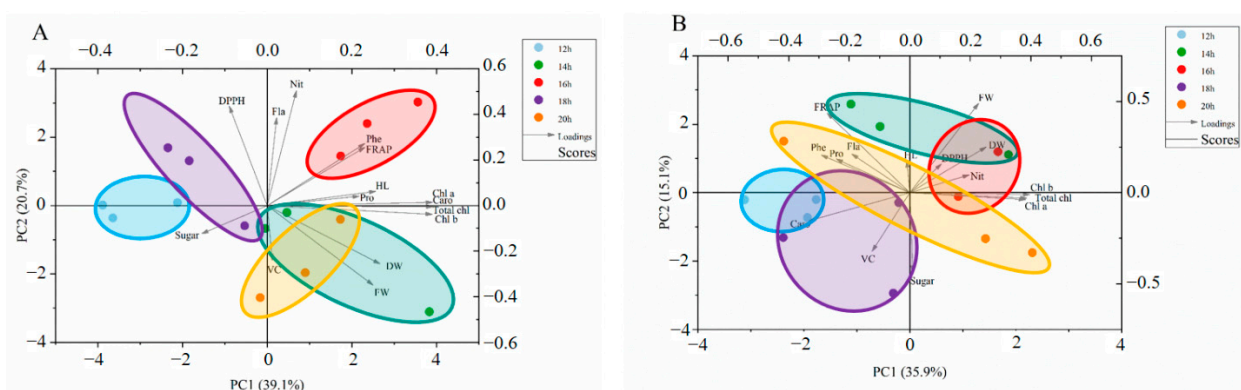 A
−0.4 −0.2 0.0 0.2 0.4
12h
14h
16h
18h
20h
Loadings
Scores
4
2
0
−2
−4
PC2 (20.7%)
0.6
0.4
0.2
0.0
−0.2
−0.4
−0.6
DPPH
Nit
Fla
Phe
FRAP
HL
Pro
Chl a
Caro
Total chl
Chl b
Sugar
VC
DW
FW
−4 −2 0 2 4
PC1 (39.1%)
B
−0.6 −0.4 −0.2 0.0 0.2 0.4
12h
14h
16h
18h
20h
Loadings
Scores
4
2
0
−2
−4
PC2 (15.1%)
0.5
0.0
−0.5
FRAP
FW
Phe
Pro
Fla
HL
DPPH
DW
Nit
Chl b
Total chl
Chl a
VC
Sugar
−4 −2 0 2 4
PC1 (35.9%)